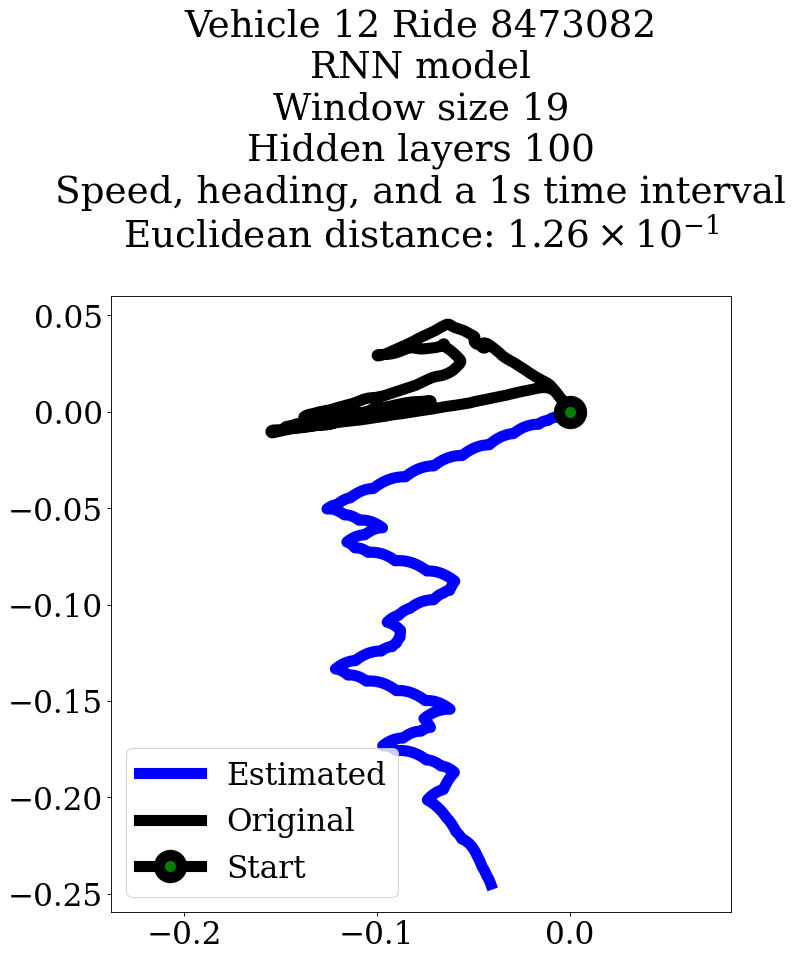 Vehicle 12 Ride 8473082
RNN model
Window size 19
Hidden layers 100
Speed, heading, and a 1s time interval
Euclidean distance: 1.26 × 10⁻¹
0.05
0.00
−0.05
−0.10
−0.15
−0.20
−0.25
Estimated
Original
Start
−0.2
−0.1
0.0